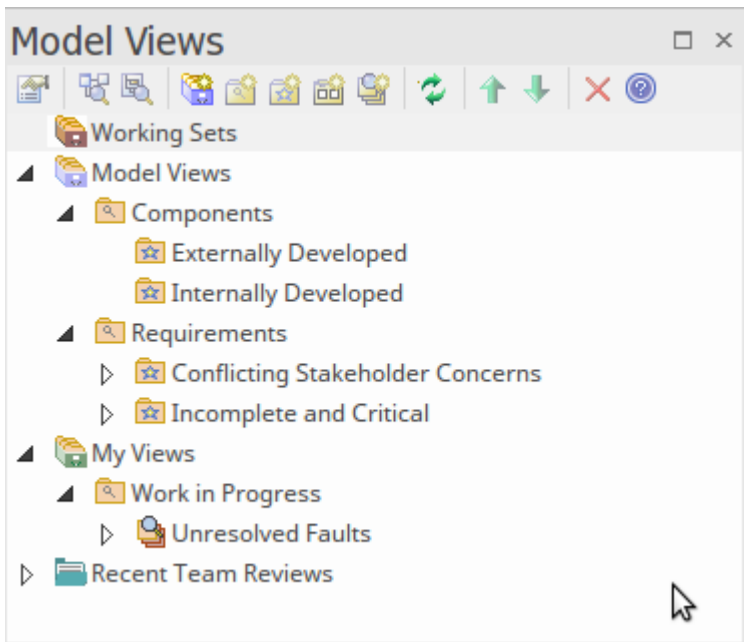 Model Views
Working Sets
Model Views
Components
Externally Developed
Internally Developed
Requirements
Conflicting Stakeholder Concerns
Incomplete and Critical
My Views
Work in Progress
Unresolved Faults
Recent Team Reviews